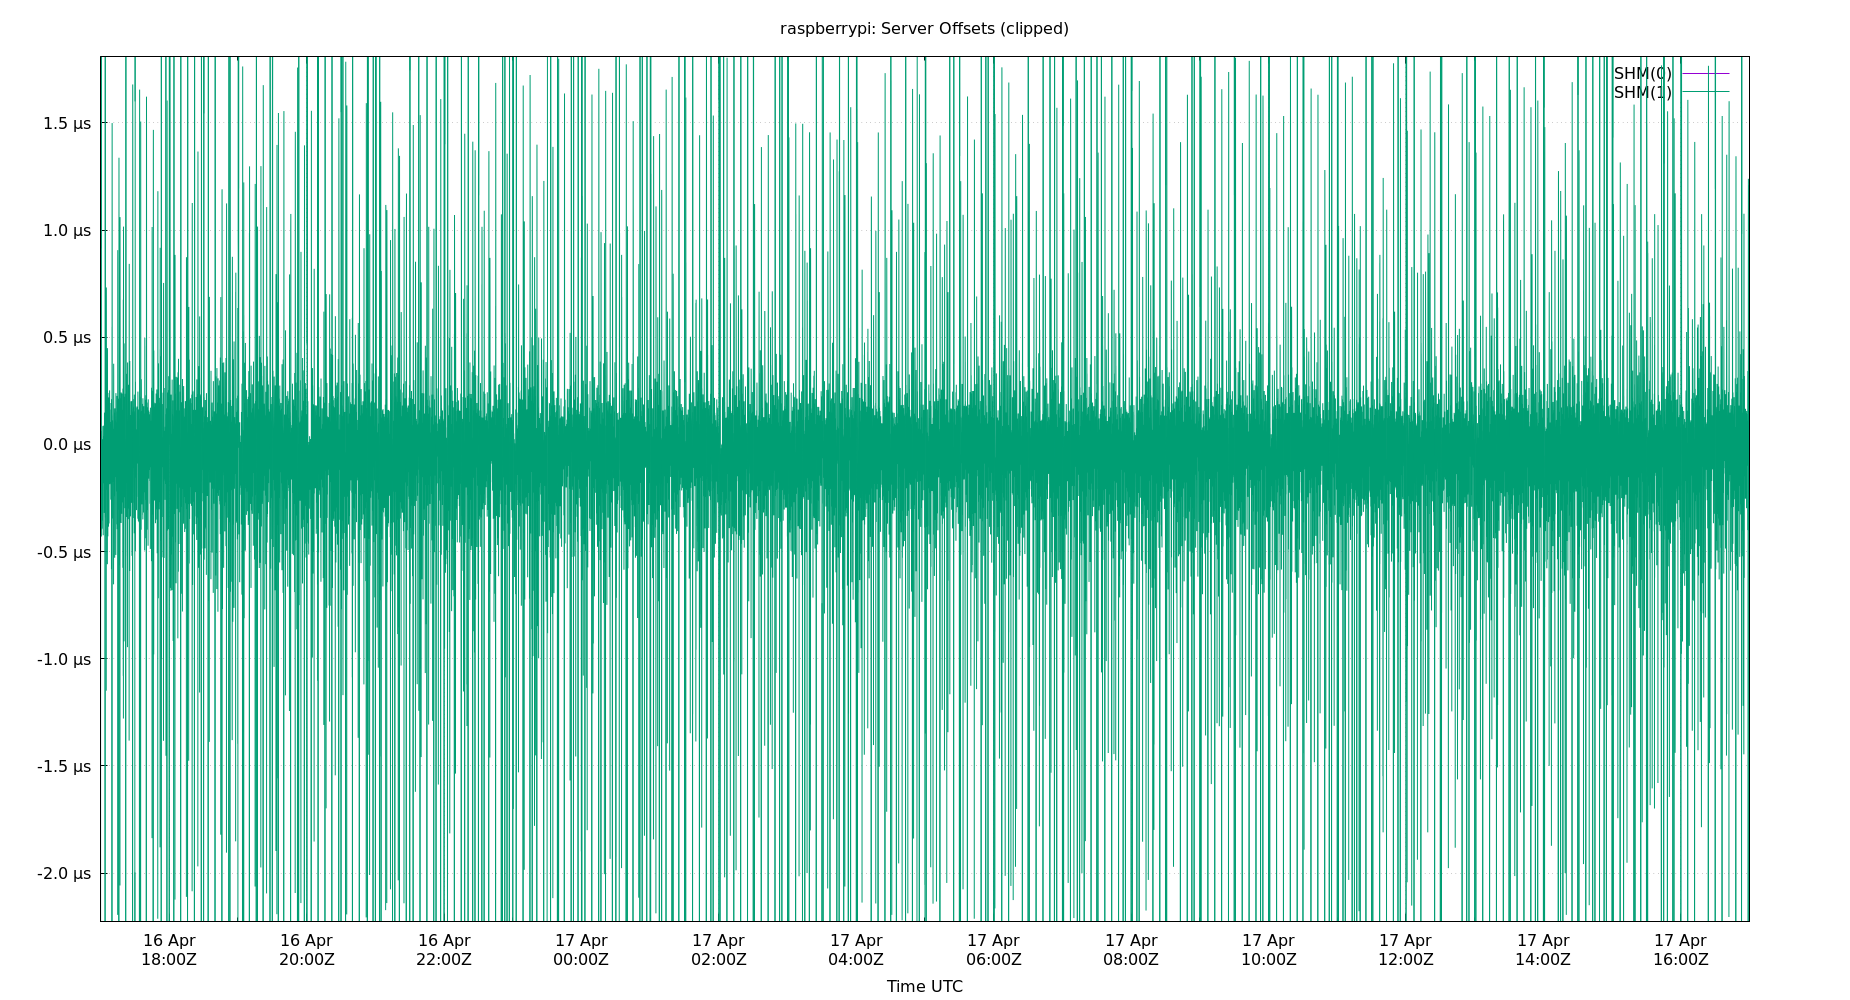 raspberrypi: Server Offsets (clipped)
SHM(0)
SHM(1)
1.5 µs
1.0 µs
0.5 µs
0.0 µs
-0.5 µs
-1.0 µs
-1.5 µs
-2.0 µs
16 Apr 16 Apr 16 Apr 17 Apr 17 Apr 17 Apr 17 Apr 17 Apr 17 Apr 17 Apr 17 Apr 17 Apr
18:00Z 20:00Z 22:00Z 00:00Z 02:00Z 04:00Z 06:00Z 08:00Z 10:00Z 12:00Z 14:00Z 16:00Z
Time UTC